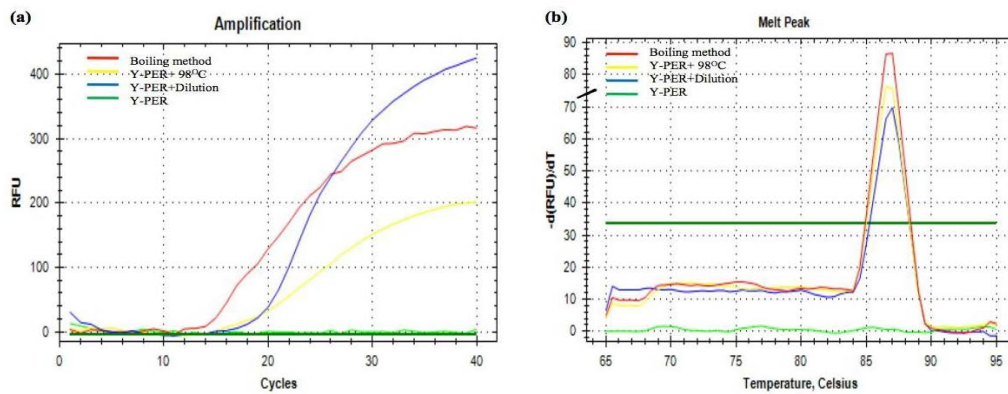 (a)
Amplification
Boiling method
Y-PER+ 98°C
Y-PER+Dilution
Y-PER
400
300
200
100
0
RFU
0
10
20
30
40
Cycles
(b)
Melt Peak
Boiling method
Y-PER+ 98°C
Y-PER+Dilution
Y-PER
90
80
70
60
50
40
30
20
10
0
-d(RFU)/dT
65
70
75
80
85
90
95
Temperature, Celsius